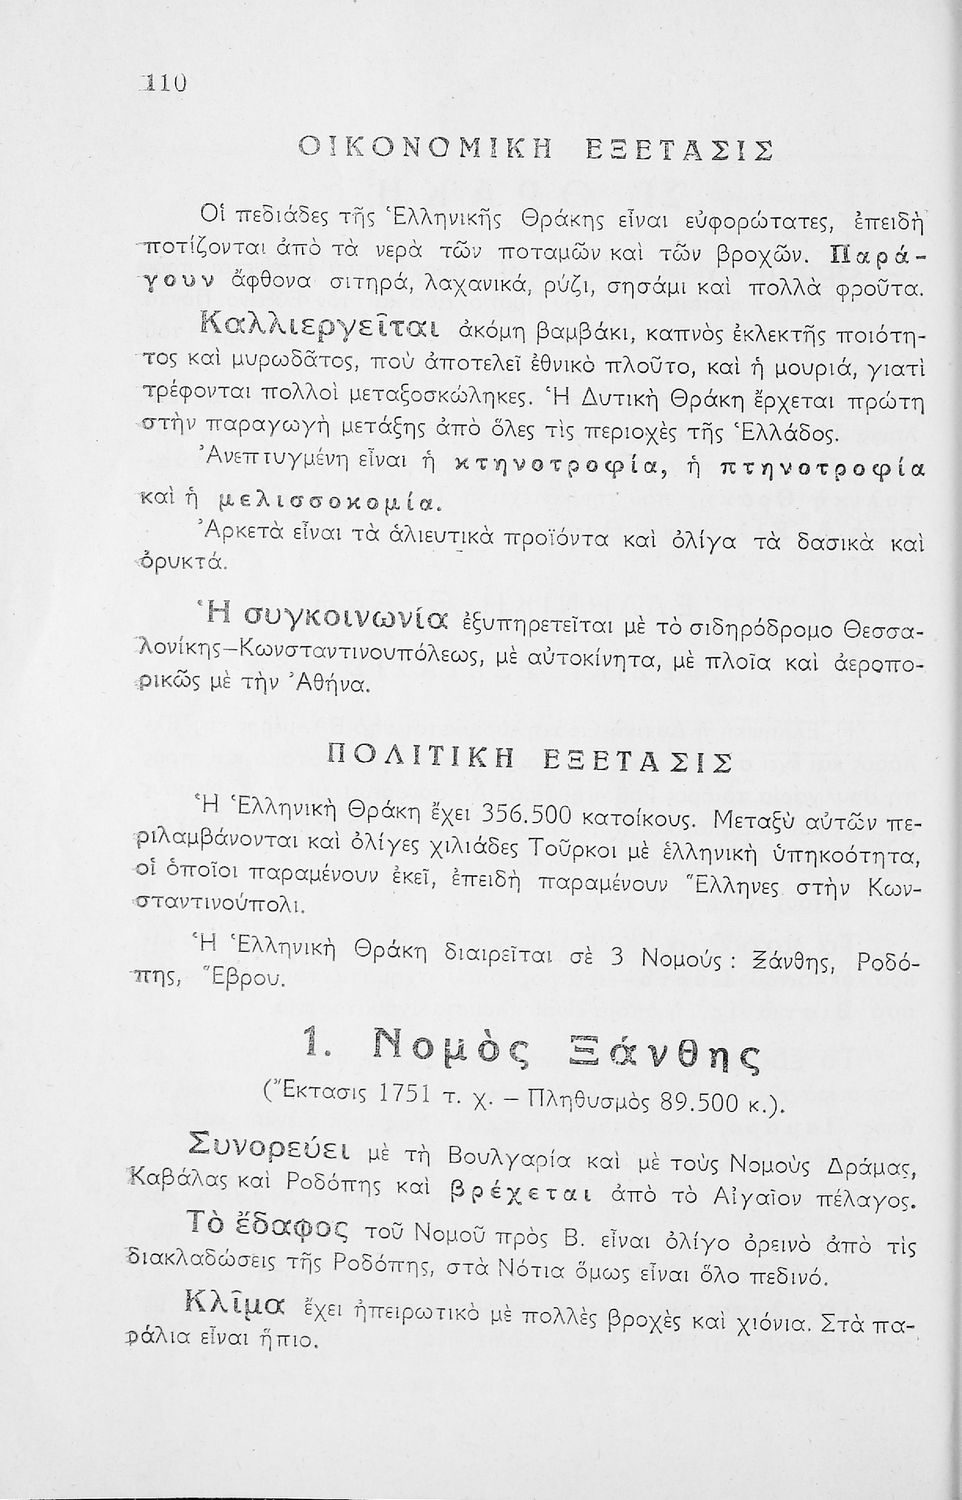 110
ΟΙΚΟΝΟΜΙΚΗ ΕΞΕΤΑΣΙΣ
Οἱ πεδιάδες τῆς Ἑλληνικῆς Θράκης εἶναι εὐφορώτατες, ἐπειδὴ
ποτίζονται ἀπὸ τὰ νερὰ τῶν ποταμῶν καὶ τῶν βροχῶν. Παρά-
γουν ἄφθονα σιτηρά, λαχανικά, ρύζι, σησάμι καὶ πολλὰ φροῦτα.
Καλλιεργεῖται ἀκόμη βαμβάκι, καπνὸς ἐκλεκτῆς ποιότη-
τος καὶ μυρωδᾶτος, ποὺ ἀποτελεῖ ἐθνικὸ πλοῦτο, καὶ ἡ μουριά, γιατὶ
τρέφονται πολλοὶ μεταξοσκώληκες. Ἡ Δυτικὴ Θράκη ἔρχεται πρώτη
στὴν παραγωγὴ μετάξης ἀπὸ ὅλες τὶς περιοχὲς τῆς Ἑλλάδος.
Ἀνεπτυγμένη εἶναι ἡ κτηνοτροφία, ἡ πτηνοτροφία
καὶ ἡ μελισσοκομία.
Ἀρκετὰ εἶναι τὰ ἁλιευτικὰ προϊόντα καὶ ὀλίγα τὰ δασικὰ καὶ
ὀρυκτά.
Ἡ συγκοινωνία ἐξυπηρετεῖται μὲ τὸ σιδηρόδρομο Θεσσα-
λονίκης–Κωνσταντινουπόλεως, μὲ αὐτοκίνητα, μὲ πλοῖα καὶ ἀεροπο-
ρικῶς μὲ τὴν Ἀθήνα.
ΠΟΛΙΤΙΚΗ ΕΞΕΤΑΣΙΣ
Ἡ Ἑλληνικὴ Θράκη ἔχει 356.500 κατοίκους. Μεταξὺ αὐτῶν πε-
ριλαμβάνονται καὶ ὀλίγες χιλιάδες Τοῦρκοι μὲ ἑλληνικὴ ὑπηκοότητα,
οἱ ὁποῖοι παραμένουν ἐκεῖ, ἐπειδὴ παραμένουν Ἕλληνες στὴν Κων-
σταντινούπολι.
Ἡ Ἑλληνικὴ Θράκη διαιρεῖται σὲ 3 Νομούς : Ξάνθης, Ροδό-
πης, Ἕβρου.
1. Νομὸς Ξάνθης
(Ἔκτασις 1751 τ. χ. – Πληθυσμὸς 89.500 κ.).
Συνορεύει μὲ τὴ Βουλγαρία καὶ μὲ τοὺς Νομοὺς Δράμας,
Καβάλας καὶ Ροδόπης καὶ βρέχεται ἀπὸ τὸ Αἰγαῖον πέλαγος.
Τὸ ἔδαφος τοῦ Νομοῦ πρὸς Β. εἶναι ὀλίγο ὀρεινὸ ἀπὸ τὶς
διακλαδώσεις τῆς Ροδόπης, στὰ Νότια ὅμως εἶναι ὅλο πεδινό.
Κλῖμα ἔχει ἠπειρωτικὸ μὲ πολλὲς βροχὲς καὶ χιόνια. Στὰ πα-
ράλια εἶναι ἤπιο.